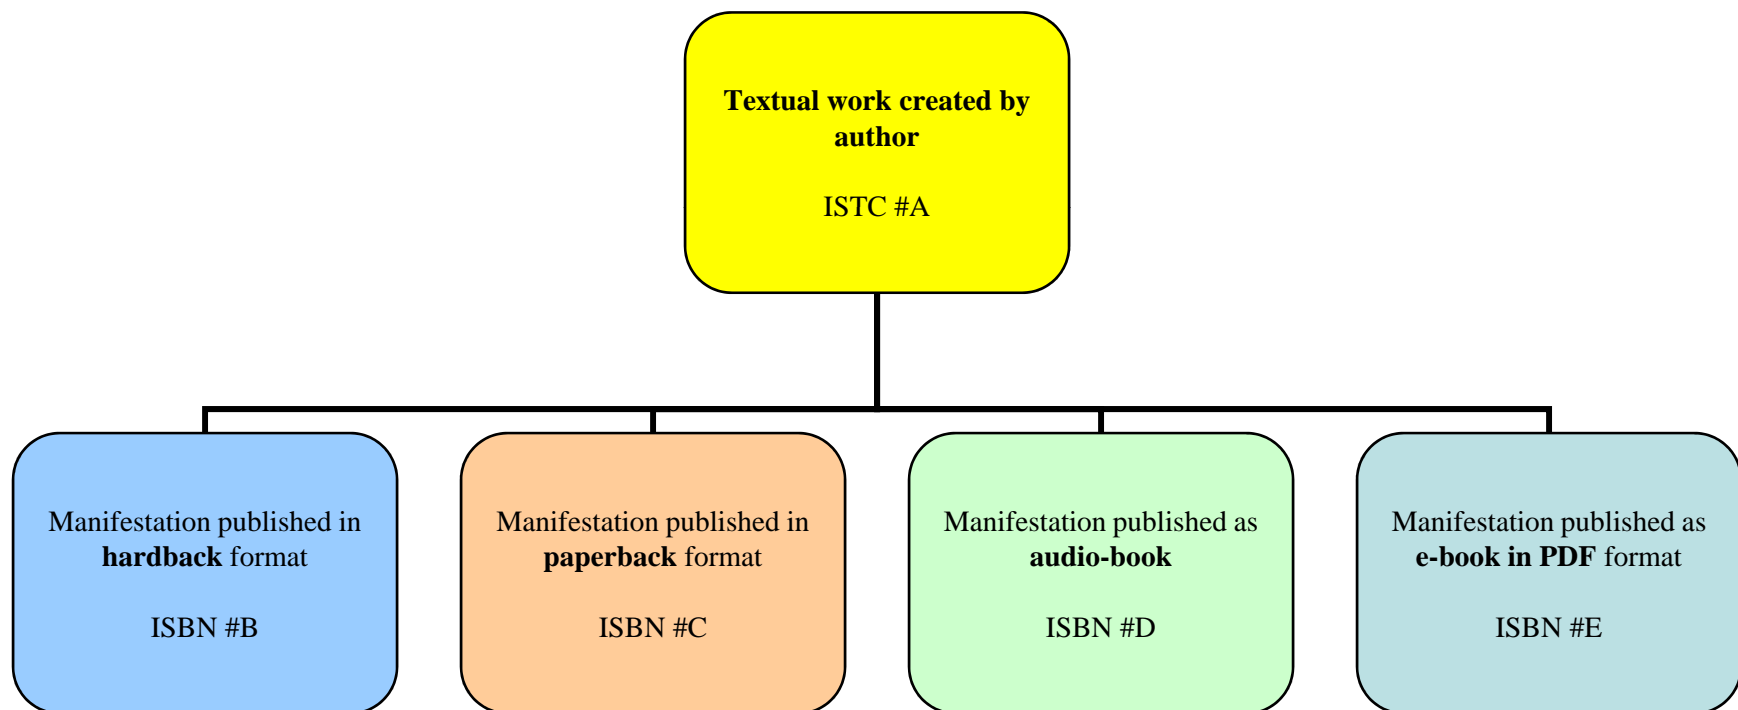 Textual work created by
author
ISTC #A
Manifestation published in
hardback format
ISBN #B
Manifestation published in
paperback format
ISBN #C
Manifestation published as
audio-book
ISBN #D
Manifestation published as
e-book in PDF format
ISBN #E